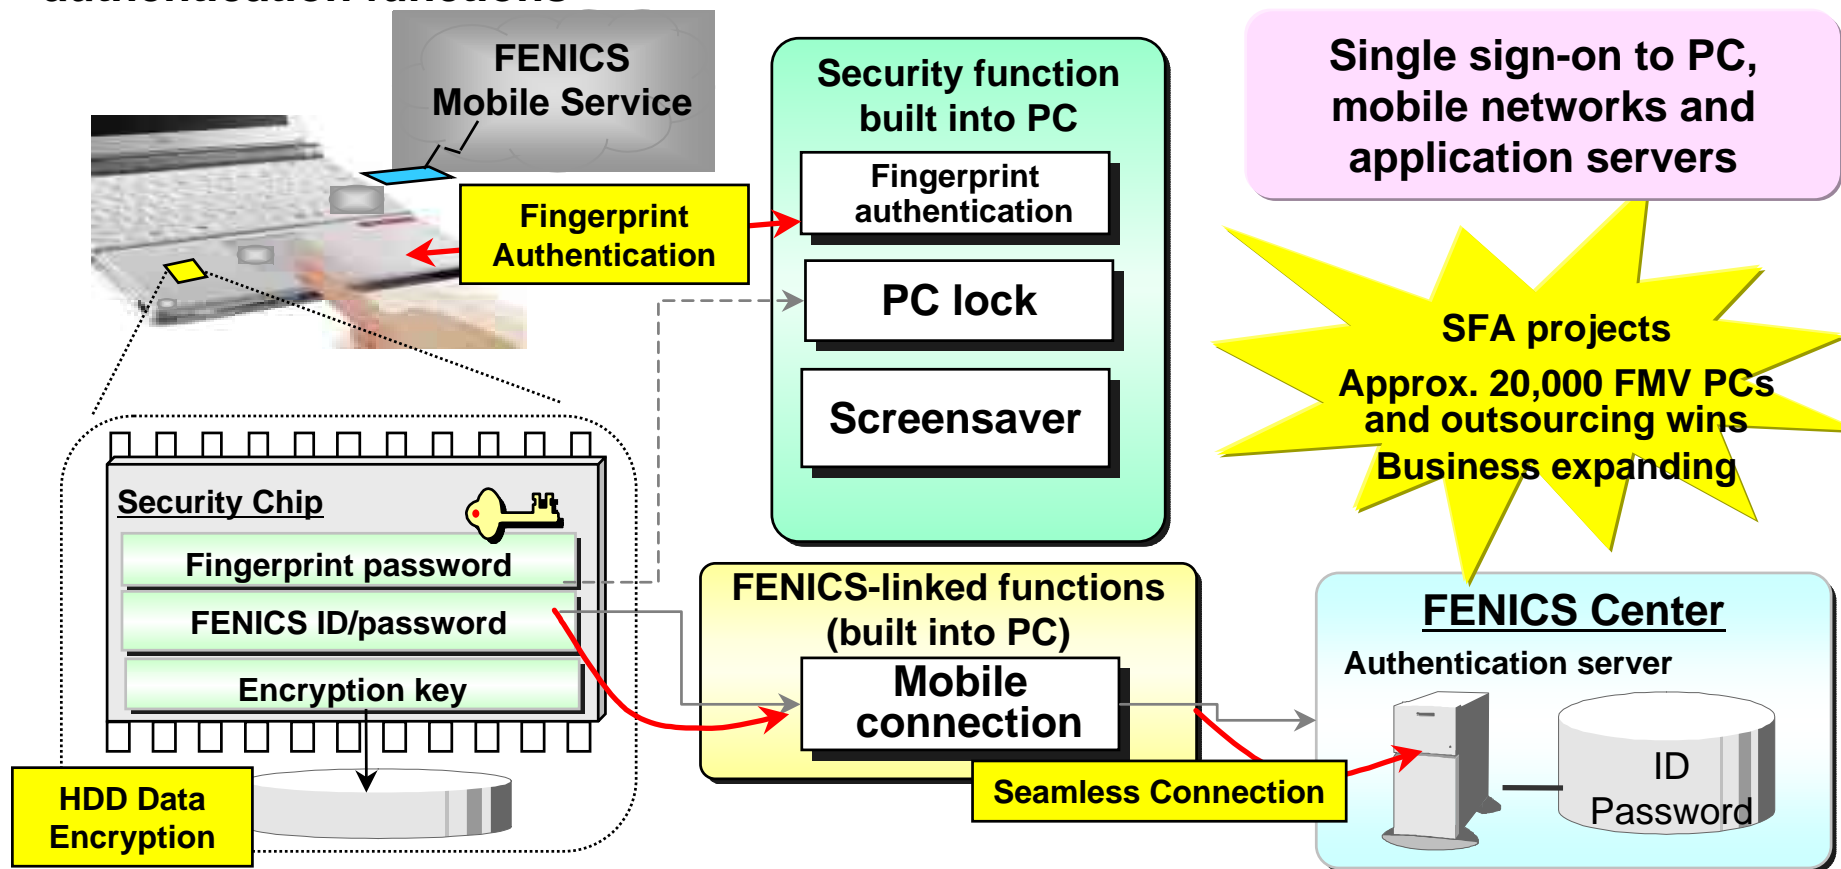 authentication functions
FENICS
Mobile Service
Security function
built into PC
Single sign-on to PC,
mobile networks and
application servers
Fingerprint
authentication
Fingerprint
Authentication
PC lock
SFA projects
Approx. 20,000 FMV PCs
and outsourcing wins
Business expanding
Screensaver
Security Chip
Fingerprint password
FENICS ID/password
Encryption key
FENICS-linked functions
(built into PC)
Mobile
connection
FENICS Center
Authentication server
ID
Password
Seamless Connection
HDD Data
Encryption